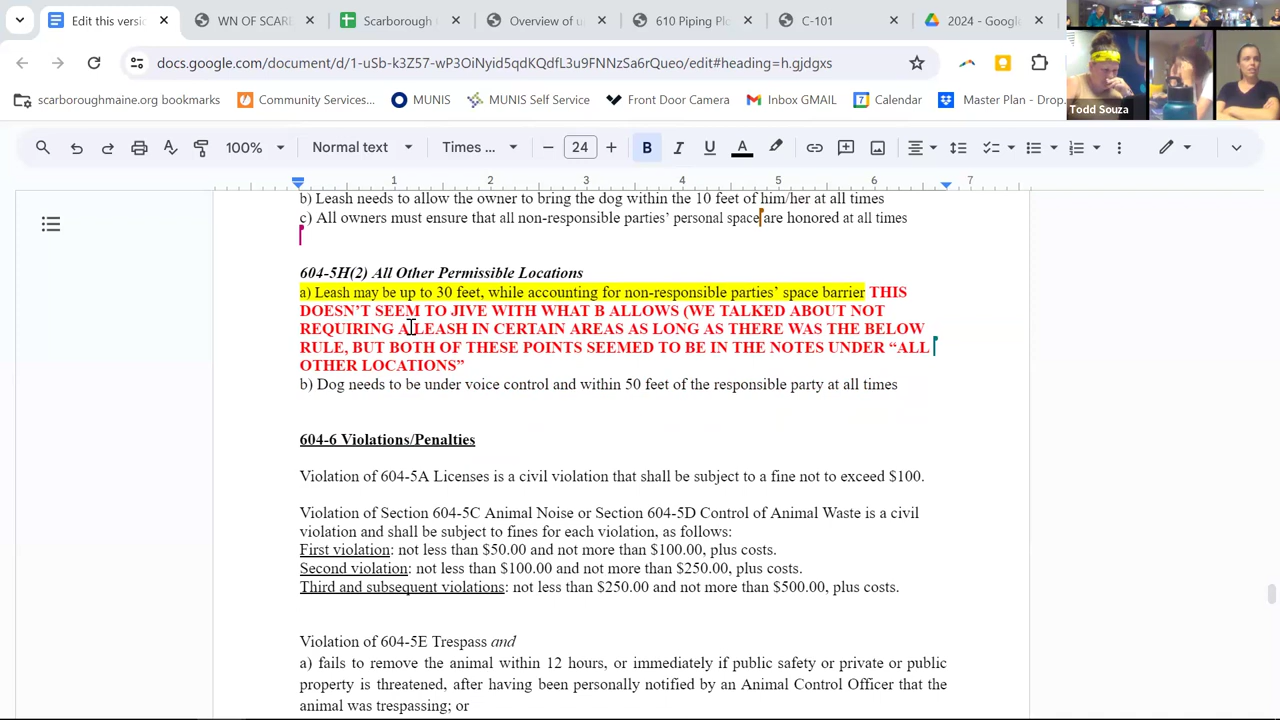 Edit this version
WN OF SCARB
Scarborough
Overview of u
610 Piping Plo
C-101
2024 - Google
docs.google.com/document/d/1-uSb-
edit#heading=h.gjdgxs
scarboroughmaine.org bookmarks
Community Services...
MUNIS
MUNIS Self Service
Front Door Camera
Inbox GMAIL
Calendar
Master Plan - Drop...
Todd Souza
100%
Normal text
Times ...
24
B I U A
1 2 3 4 5 6 7
b) Leash needs to allow the owner to bring the dog within the 10 feet of him/her at all times
c) All owners must ensure that all non-responsible parties' personal space are honored at all times
604-5H(2) All Other Permissible Locations
a) Leash may be up to 30 feet, while accounting for non-responsible parties' space barrier THIS
DOESN'T SEEM TO JIVE WITH WHAT B ALLOWS (WE TALKED ABOUT NOT
REQUIRING A LEASH IN CERTAIN AREAS AS LONG AS THERE WAS THE BELOW
RULE, BUT BOTH OF THESE POINTS SEEMED TO BE IN THE NOTES UNDER “ALL
OTHER LOCATIONS”
b) Dog needs to be under voice control and within 50 feet of the responsible party at all times
604-6 Violations/Penalties
Violation of 604-5A Licenses is a civil violation that shall be subject to a fine not to exceed $100.
Violation of Section 604-5C Animal Noise or Section 604-5D Control of Animal Waste is a civil
violation and shall be subject to fines for each violation, as follows:
First violation: not less than $50.00 and not more than $100.00, plus costs.
Second violation: not less than $100.00 and not more than $250.00, plus costs.
Third and subsequent violations: not less than $250.00 and not more than $500.00, plus costs.
Violation of 604-5E Trespass and
a) fails to remove the animal within 12 hours, or immediately if public safety or private or public
property is threatened, after having been personally notified by an Animal Control Officer that the
animal was trespassing; or